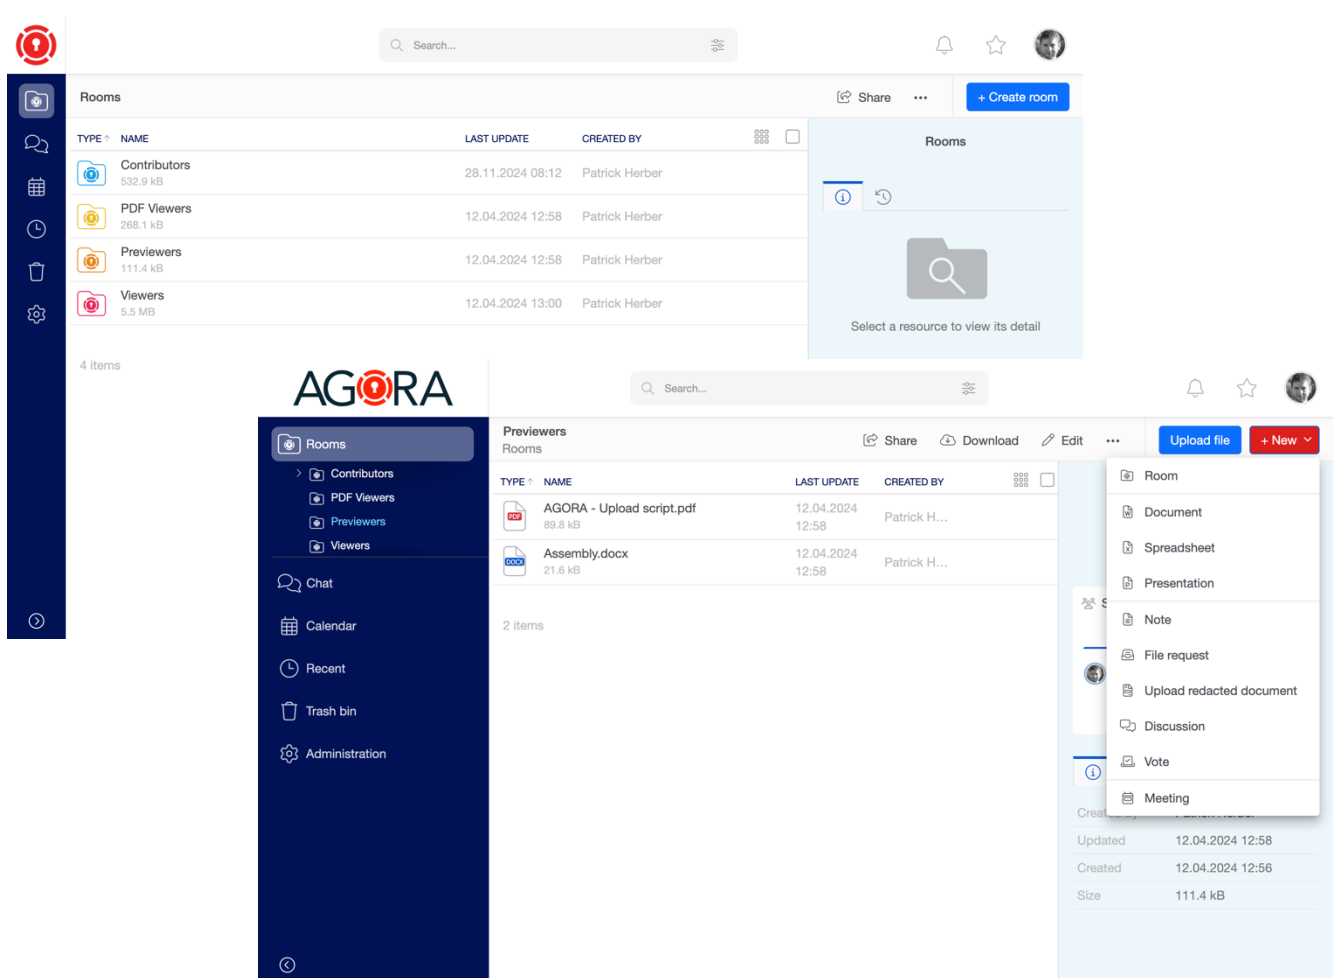 Search...
Rooms
Share
+ Create room
TYPE NAME LAST UPDATE CREATED BY
Rooms
Contributors
532.9 kB
28.11.2024 08:12 Patrick Herber
PDF Viewers
268.1 kB
12.04.2024 12:58 Patrick Herber
Previewers
111.4 kB
12.04.2024 12:58 Patrick Herber
Viewers
5.5 MB
12.04.2024 13:00 Patrick Herber
Select a resource to view its detail
4 items
AGORA
Search...
Rooms
Contributors
PDF Viewers
Previewers
Viewers
Chat
Calendar
Recent
Trash bin
Administration
Previewers
Rooms
Share Download Edit
Upload file
+ New
TYPE NAME LAST UPDATE CREATED BY
PDF
AGORA - Upload script.pdf
89.8 kB
12.04.2024
12:58
Patrick H...
DOCX
Assembly.docx
21.6 kB
12.04.2024
12:58
Patrick H...
2 items
Room
Document
Spreadsheet
Presentation
Note
File request
Upload redacted document
Discussion
Vote
Meeting
Updated 12.04.2024 12:58
Created 12.04.2024 12:56
Size 111.4 kB